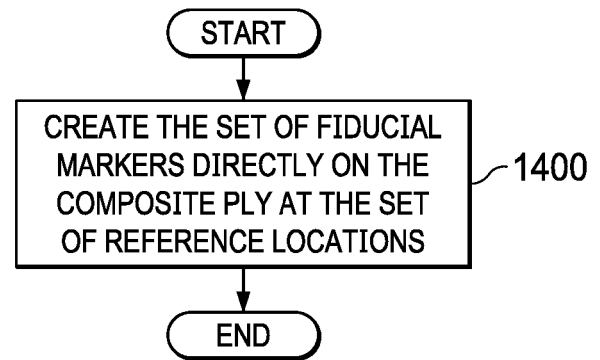 START
CREATE THE SET OF FIDUCIAL
MARKERS DIRECTLY ON THE
COMPOSITE PLY AT THE SET
OF REFERENCE LOCATIONS
1400
END